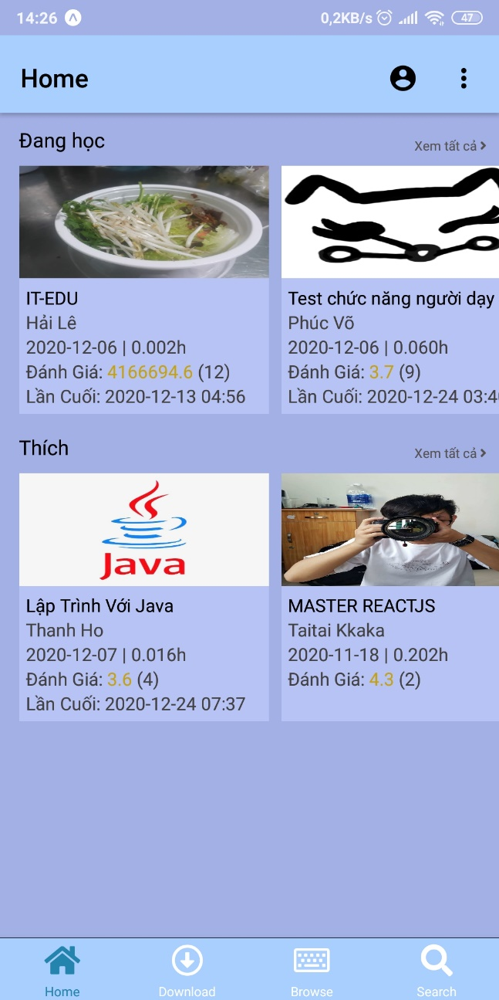 14:26
0,2KB/s
47
Home
Đang học
Xem tất cả
IT-EDU
Hải Lê
2020-12-06 | 0.002h
Đánh Giá: 4166694.6 (12)
Lần Cuối: 2020-12-13 04:56
Test chức năng người dạy
Phúc Võ
2020-12-06 | 0.060h
Đánh Giá: 3.7 (9)
Lần Cuối: 2020-12-24 03:4
Thích
Xem tất cả
Java
Lập Trình Với Java
Thanh Ho
2020-12-07 | 0.016h
Đánh Giá: 3.6 (4)
Lần Cuối: 2020-12-24 07:37
MASTER REACTJS
Taitai Kkaka
2020-11-18 | 0.202h
Đánh Giá: 4.3 (2)
Home
Download
Browse
Search